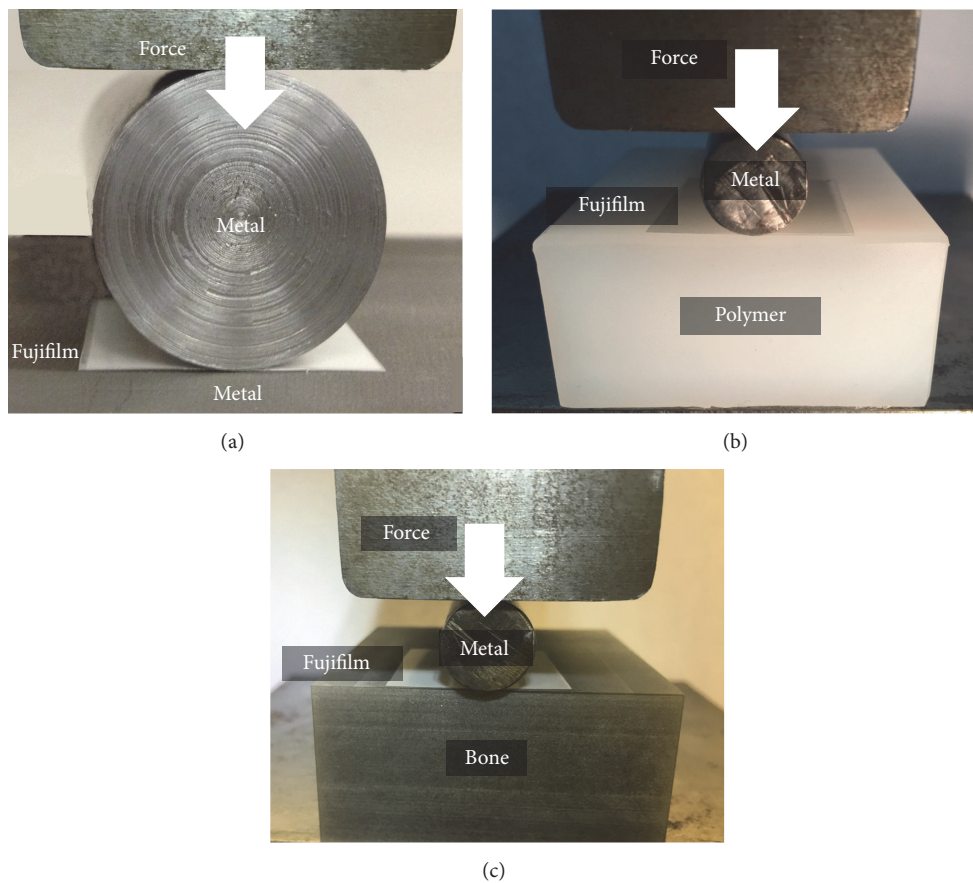 Force
Metal
Fujifilm
Metal
(a)
Force
Metal
Fujifilm
Polymer
(b)
Force
Metal
Fujifilm
Bone
(c)